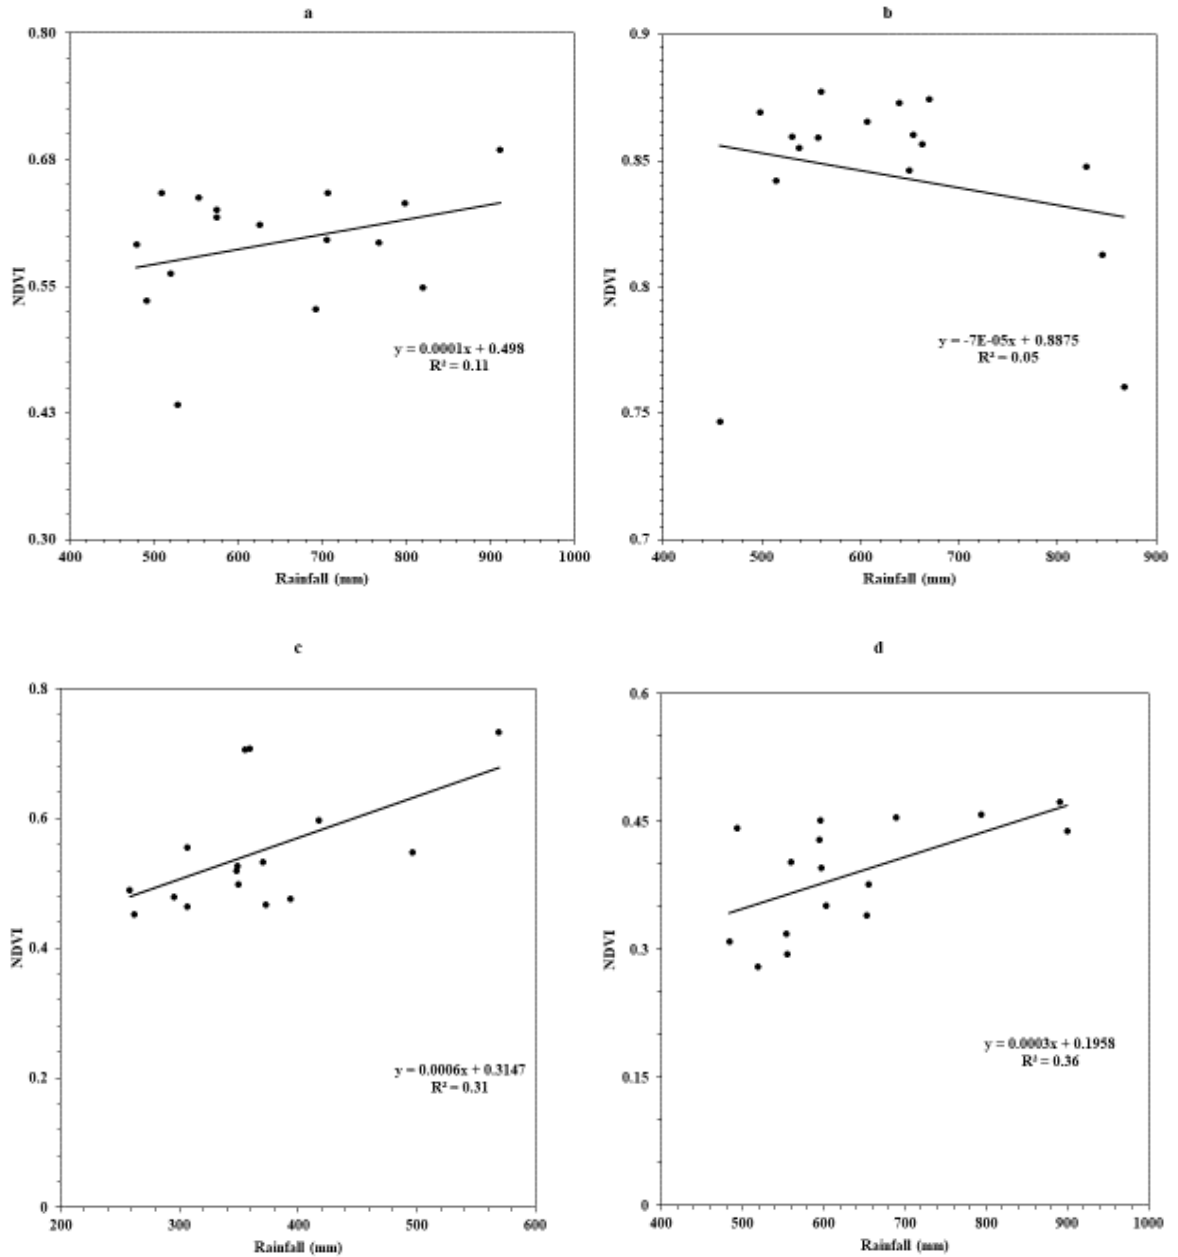 a
0.80
0.68
0.55
0.43
0.30
NDVI
y = 0.0001x + 0.498
R² = 0.11
400 500 600 700 800 900 1000
Rainfall (mm)
b
0.9
0.85
0.8
0.75
0.7
NDVI
y = -7E-05x + 0.8875
R² = 0.05
400 500 600 700 800 900
Rainfall (mm)
c
0.8
0.6
0.4
0.2
0
NDVI
y = 0.0006x + 0.3147
R² = 0.31
200 300 400 500 600
Rainfall (mm)
d
0.6
0.45
0.3
0.15
0
NDVI
y = 0.0003x + 0.1958
R² = 0.36
400 500 600 700 800 900 1000
Rainfall (mm)